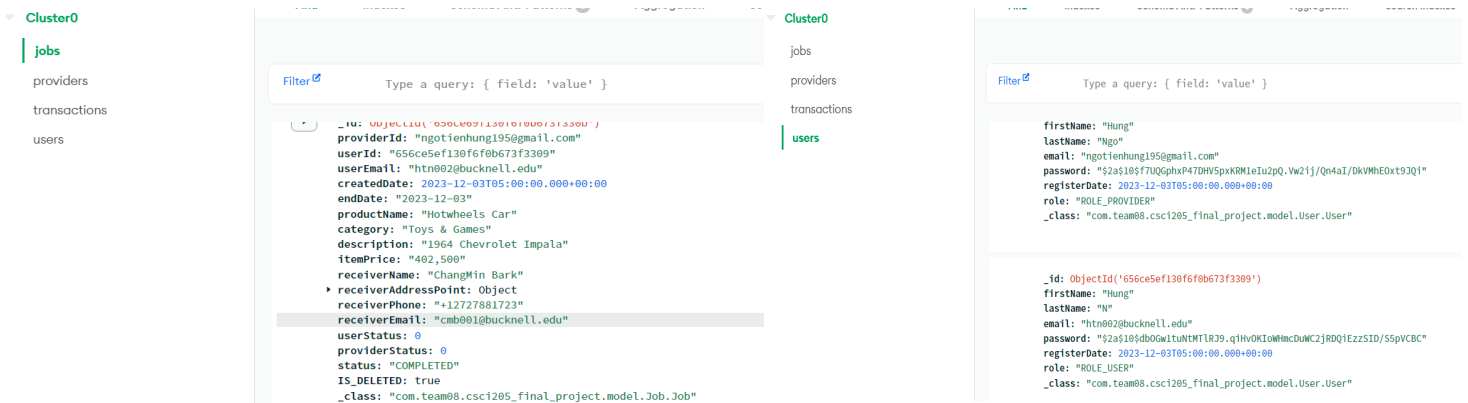 Cluster0
jobs
providers
transactions
users
Filter
Type a query: { field: 'value' }
_id: ObjectId('656ce69f130f6f0b673f330b')
providerId: "ngotienhung195@gmail.com"
userId: "656ce5ef130f6f0b673f3309"
userEmail: "htn002@bucknell.edu"
createdDate: 2023-12-03T05:00:00.000+00:00
endDate: "2023-12-03"
productName: "Hotwheels Car"
category: "Toys & Games"
description: "1964 Chevrolet Impala"
itemPrice: "402,500"
receiverName: "ChangMin Bark"
receiverAddressPoint: Object
receiverPhone: "+12727881723"
receiverEmail: "cmb001@bucknell.edu"
userStatus: 0
providerStatus: 0
status: "COMPLETED"
IS_DELETED: true
_class: "com.team08.csci205_final_project.model.Job.Job"
Cluster0
jobs
providers
transactions
users
Filter
Type a query: { field: 'value' }
firstName: "Hung"
lastName: "Ngo"
email: "ngotienhung195@gmail.com"
password: "$2a$10$f7UQGphxP47DHV5pxKRM1eIu2pQ.Vw2ij/Qn4aI/DkVMhEOxt9JQi"
registerDate: 2023-12-03T05:00:00.000+00:00
role: "ROLE_PROVIDER"
_class: "com.team08.csci205_final_project.model.User.User"
_id: ObjectId('656ce5ef130f6f0b673f3309')
firstName: "Hung"
lastName: "N"
email: "htn002@bucknell.edu"
password: "$2a$10$dbOGw1tuNtMTlRJ9.qiHvOKIoWHmcDuWC2jRDQiEzzSID/S5pVCBC"
registerDate: 2023-12-03T05:00:00.000+00:00
role: "ROLE_USER"
_class: "com.team08.csci205_final_project.model.User.User"